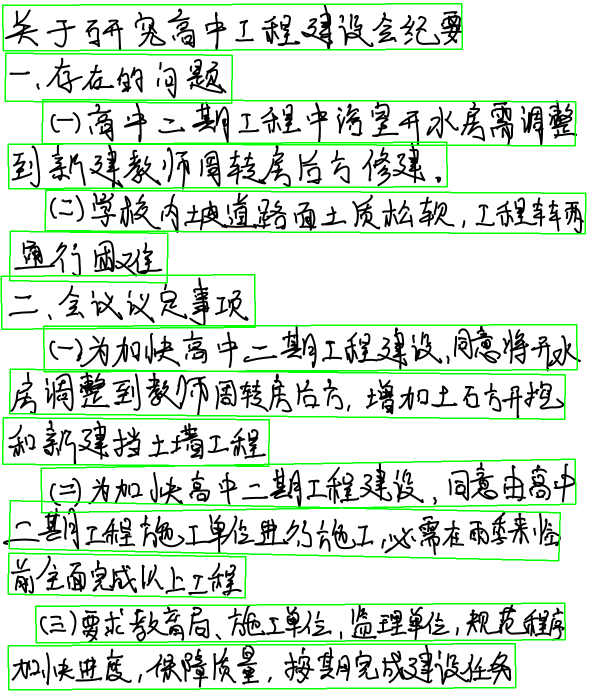 关于研究高中工程建设会纪要
一、存在的问题
(一)高中二期工程中浴室开水房需调整
到新建教师周转房后方修建。
(二)学校内土坡道路面土质松软,工程车辆
通行困难
二、会议议定事项
(一)为加快高中二期工程建设,同意将开水
房调整到教师周转房后方,增加土石方开挖
和新建挡土墙工程
(二)为加快高中二期工程建设,同意由高中
二期工程施工单位进行施工,必需在雨季来临
前全面完成以上工程
(三)要求教育局、施工单位,监理单位,规范程序
加快进度,保障质量,按期完成建设任务